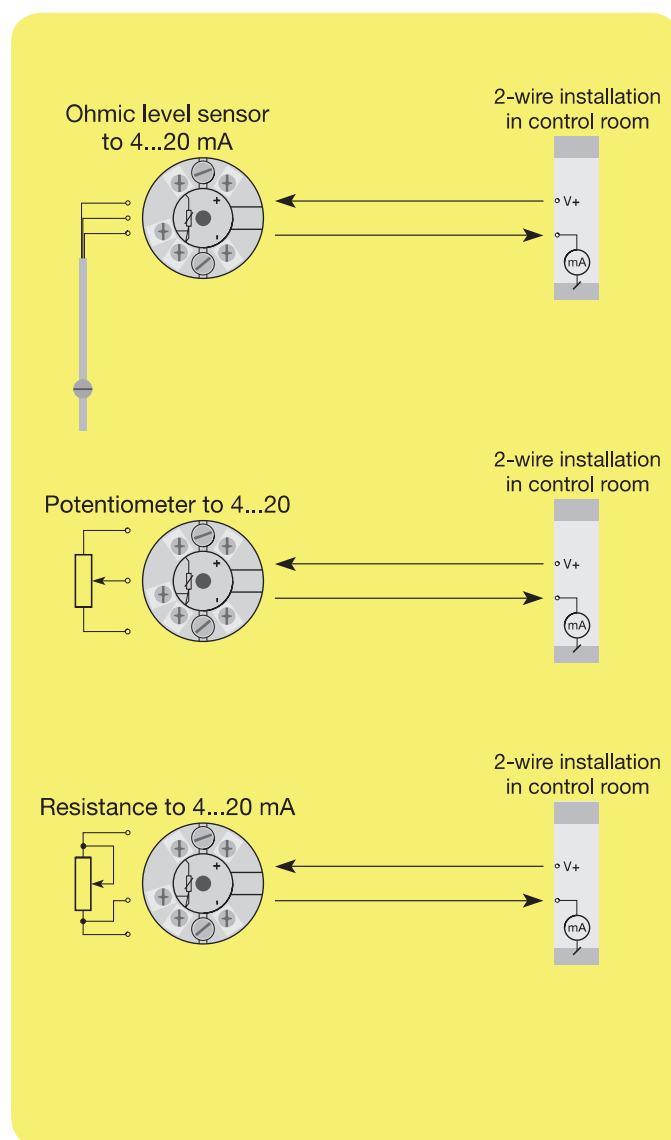 Ohmic level sensor
to 4...20 mA
2-wire installation
in control room
+
-
V+
mA
Potentiometer to 4...20
2-wire installation
in control room
+
-
V+
mA
Resistance to 4...20 mA
2-wire installation
in control room
+
-
V+
mA